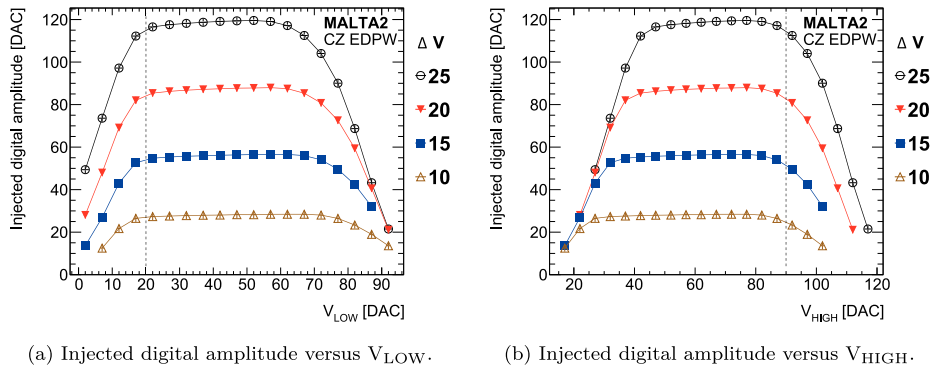 Injected digital amplitude [DAC]
120
100
80
60
40
20
0
0 10 20 30 40 50 60 70 80 90
V_LOW [DAC]
MALTA2
CZ EDPW
Δ V
25
20
15
10
(a) Injected digital amplitude versus V_LOW.
Injected digital amplitude [DAC]
120
100
80
60
40
20
0
20 40 60 80 100 120
V_HIGH [DAC]
MALTA2
CZ EDPW
Δ V
25
20
15
10
(b) Injected digital amplitude versus V_HIGH.